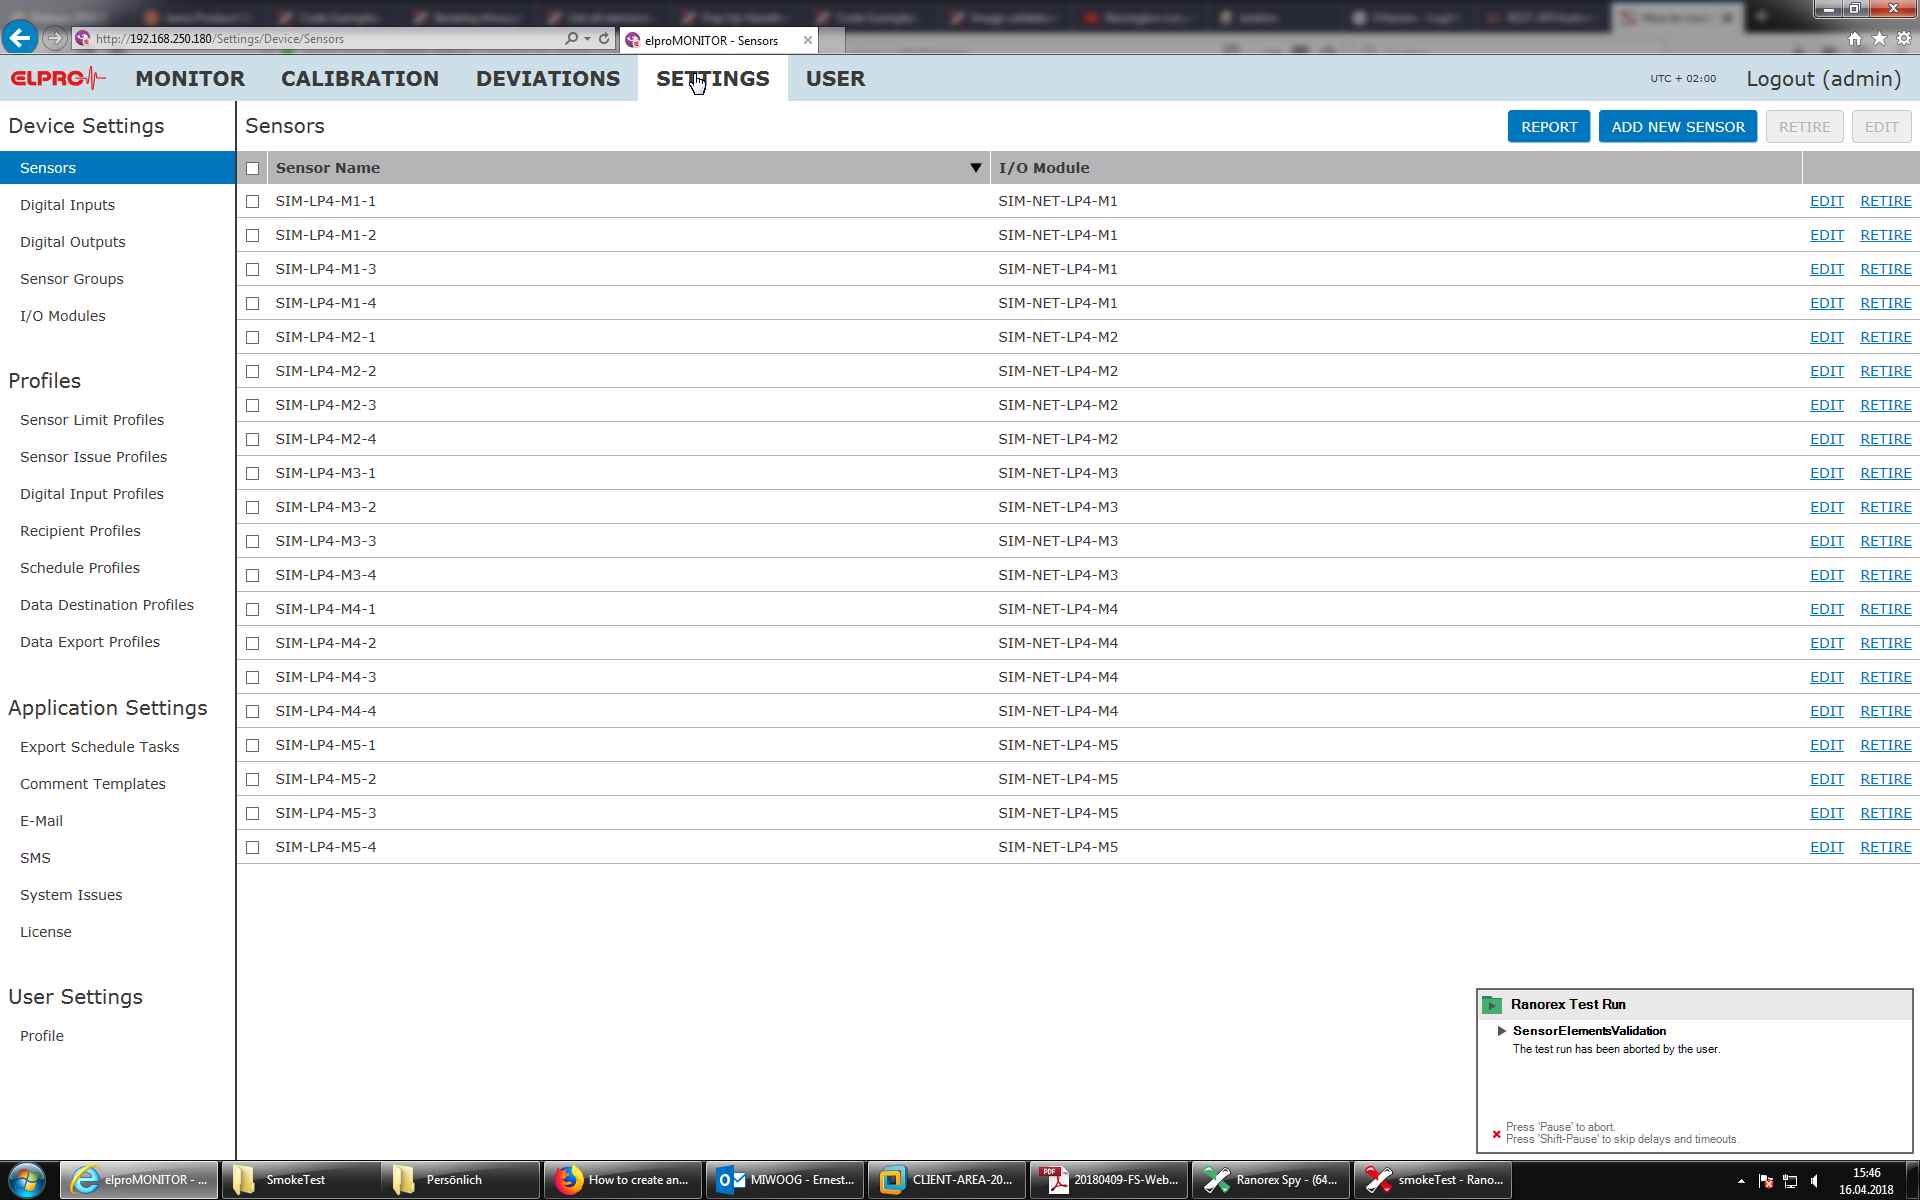 http://192.168.250.180/Settings/Device/Sensors
elproMONITOR - Sensors
ELPRO MONITOR CALIBRATION DEVIATIONS SETTINGS USER UTC + 02:00 Logout (admin)
Device Settings
Sensors
Digital Inputs
Digital Outputs
Sensor Groups
I/O Modules
Profiles
Sensor Limit Profiles
Sensor Issue Profiles
Digital Input Profiles
Recipient Profiles
Schedule Profiles
Data Destination Profiles
Data Export Profiles
Application Settings
Export Schedule Tasks
Comment Templates
E-Mail
SMS
System Issues
License
User Settings
Profile
Sensors REPORT ADD NEW SENSOR RETIRE EDIT
Sensor Name I/O Module
SIM-LP4-M1-1 SIM-NET-LP4-M1 EDIT RETIRE
SIM-LP4-M1-2 SIM-NET-LP4-M1 EDIT RETIRE
SIM-LP4-M1-3 SIM-NET-LP4-M1 EDIT RETIRE
SIM-LP4-M1-4 SIM-NET-LP4-M1 EDIT RETIRE
SIM-LP4-M2-1 SIM-NET-LP4-M2 EDIT RETIRE
SIM-LP4-M2-2 SIM-NET-LP4-M2 EDIT RETIRE
SIM-LP4-M2-3 SIM-NET-LP4-M2 EDIT RETIRE
SIM-LP4-M2-4 SIM-NET-LP4-M2 EDIT RETIRE
SIM-LP4-M3-1 SIM-NET-LP4-M3 EDIT RETIRE
SIM-LP4-M3-2 SIM-NET-LP4-M3 EDIT RETIRE
SIM-LP4-M3-3 SIM-NET-LP4-M3 EDIT RETIRE
SIM-LP4-M3-4 SIM-NET-LP4-M3 EDIT RETIRE
SIM-LP4-M4-1 SIM-NET-LP4-M4 EDIT RETIRE
SIM-LP4-M4-2 SIM-NET-LP4-M4 EDIT RETIRE
SIM-LP4-M4-3 SIM-NET-LP4-M4 EDIT RETIRE
SIM-LP4-M4-4 SIM-NET-LP4-M4 EDIT RETIRE
SIM-LP4-M5-1 SIM-NET-LP4-M5 EDIT RETIRE
SIM-LP4-M5-2 SIM-NET-LP4-M5 EDIT RETIRE
SIM-LP4-M5-3 SIM-NET-LP4-M5 EDIT RETIRE
SIM-LP4-M5-4 SIM-NET-LP4-M5 EDIT RETIRE
Ranorex Test Run
SensorElementsValidation
The test run has been aborted by the user.
Press 'Pause' to abort.
Press 'Shift-Pause' to skip delays and timeouts.
elproMONITOR - ... SmokeTest Persönlich How to create an... MIWOOG - Ernest... CLIENT-AREA-20... 20180409-FS-Web... Ranorex Spy - (64... smokeTest - Rano...
15:46
16.04.2018